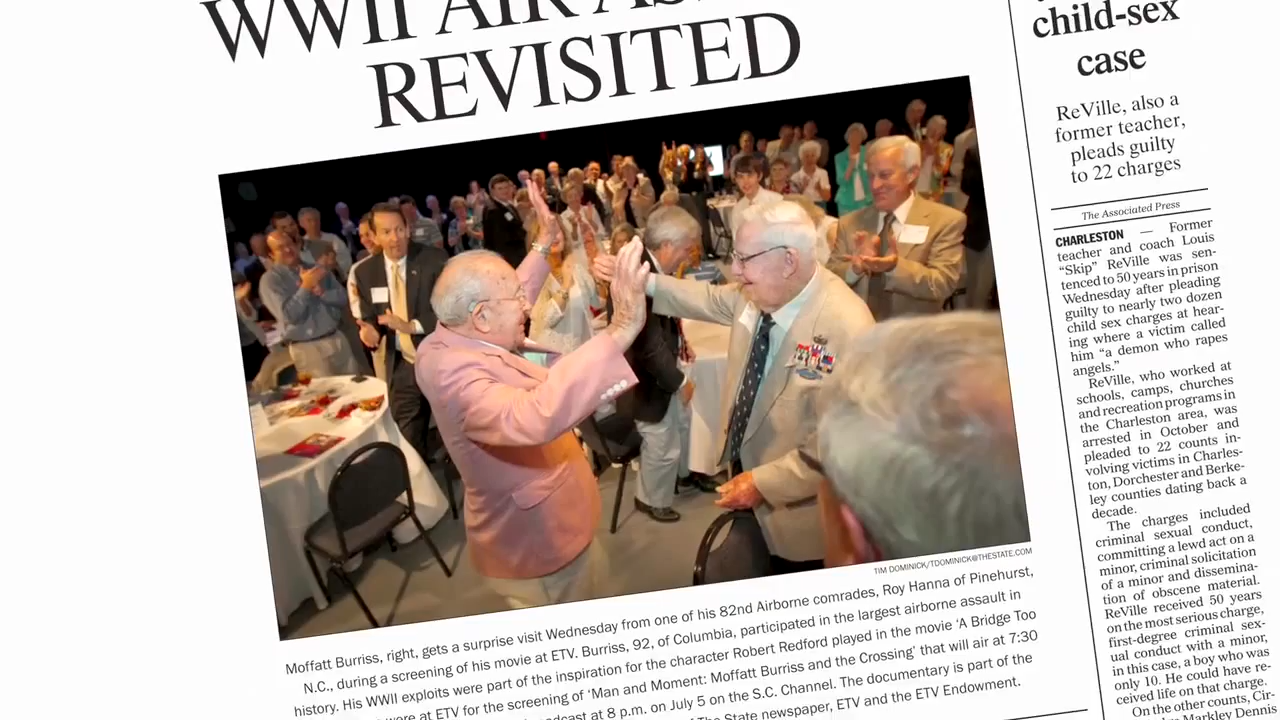 WWII AIR
REVISITED
TIM DOMINICK/TDOMINICK@THESTATE.COM
Moffatt Burriss, right, gets a surprise visit Wednesday from one of his 82nd Airborne comrades, Roy Hanna of Pinehurst,
N.C., during a screening of his movie at ETV. Burriss, 92, of Columbia, participated in the largest airborne assault in
history. His WWII exploits were part of the inspiration for the character Robert Redford played in the movie ‘A Bridge Too
were at ETV for the screening of ‘Man and Moment: Moffatt Burriss and the Crossing’ that will air at 7:30
at 8 p.m. on July 5 on the S.C. Channel. The documentary is part of the
The State newspaper, ETV and the ETV Endowment.
child-sex
case
ReVille, also a
former teacher,
pleads guilty
to 22 charges
The Associated Press
CHARLESTON — Former
teacher and coach Louis
“Skip” ReVille was sen-
tenced to 50 years in prison
Wednesday after pleading
guilty to nearly two dozen
child sex charges at hear-
ing where a victim called
him “a demon who rapes
angels.”
ReVille, who worked at
schools, camps, churches
and recreation programs in
the Charleston area, was
arrested in October and
pleaded to 22 counts in-
volving victims in Charles-
ton, Dorchester and Berke-
ley counties dating back a
decade.
The charges included
criminal sexual conduct,
committing a lewd act on a
minor, criminal solicitation
of a minor and dissemina-
tion of obscene material.
ReVille received 50 years
on the most serious charge,
first-degree criminal sex-
ual conduct with a minor,
in this case, a boy who was
only 10. He could have re-
ceived life on that charge.
On the other counts, Cir-
Dennis